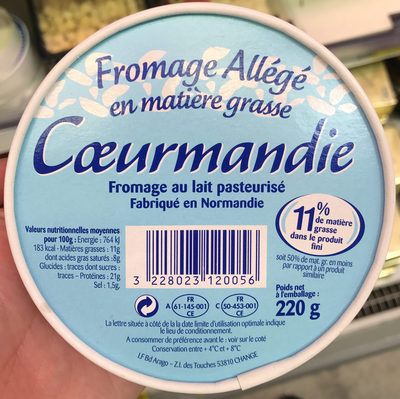 Fromage Allégé
en matière grasse
Cœurmandie
Fromage au lait pasteurisé
Fabriqué en Normandie
Valeurs nutritionnelles moyennes
pour 100g : Energie : 764 kJ
183 kcal - Matières grasses : 11g
dont acides gras saturés : 8g
Glucides : traces dont sucres :
traces – Protéines : 21g
Sel : 1,5g.
3 228023 120056
11% de matière
grasse
dans le produit
fini
soit 50% de mat. gr. en moins
par rapport à un produit
similaire
Poids net
à l'emballage :
220 g
A FR 61-145-001 CE
C FR 50-453-001 CE
La lettre située à côté de la date limite d'utilisation optimale indique
le lieu de conditionnement.
A consommer de préférence avant le : voir sur le coté
Conservation entre + 4°C et + 8°C
LF Bd Arago - Z.I. des Touches 53810 CHANGE